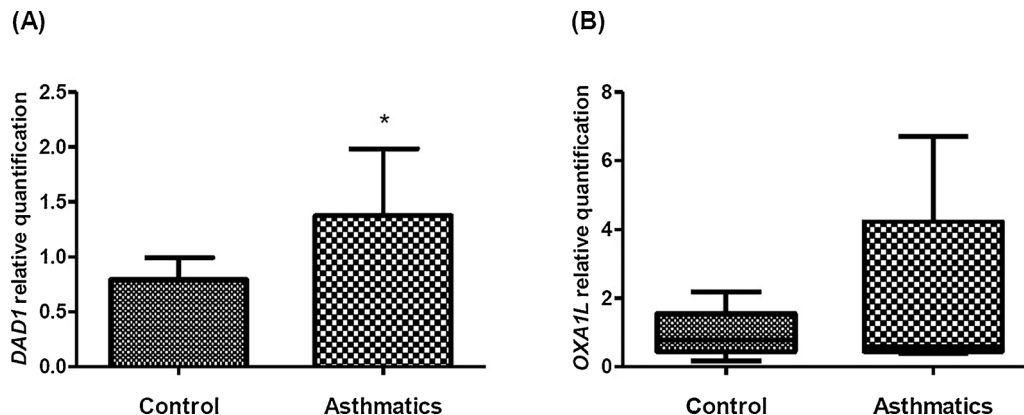 (A)
DAD1 relative quantification
2.5
2.0
1.5
1.0
0.5
0.0
*
Control
Asthmatics
(B)
OXA1L relative quantification
8
6
4
2
0
Control
Asthmatics